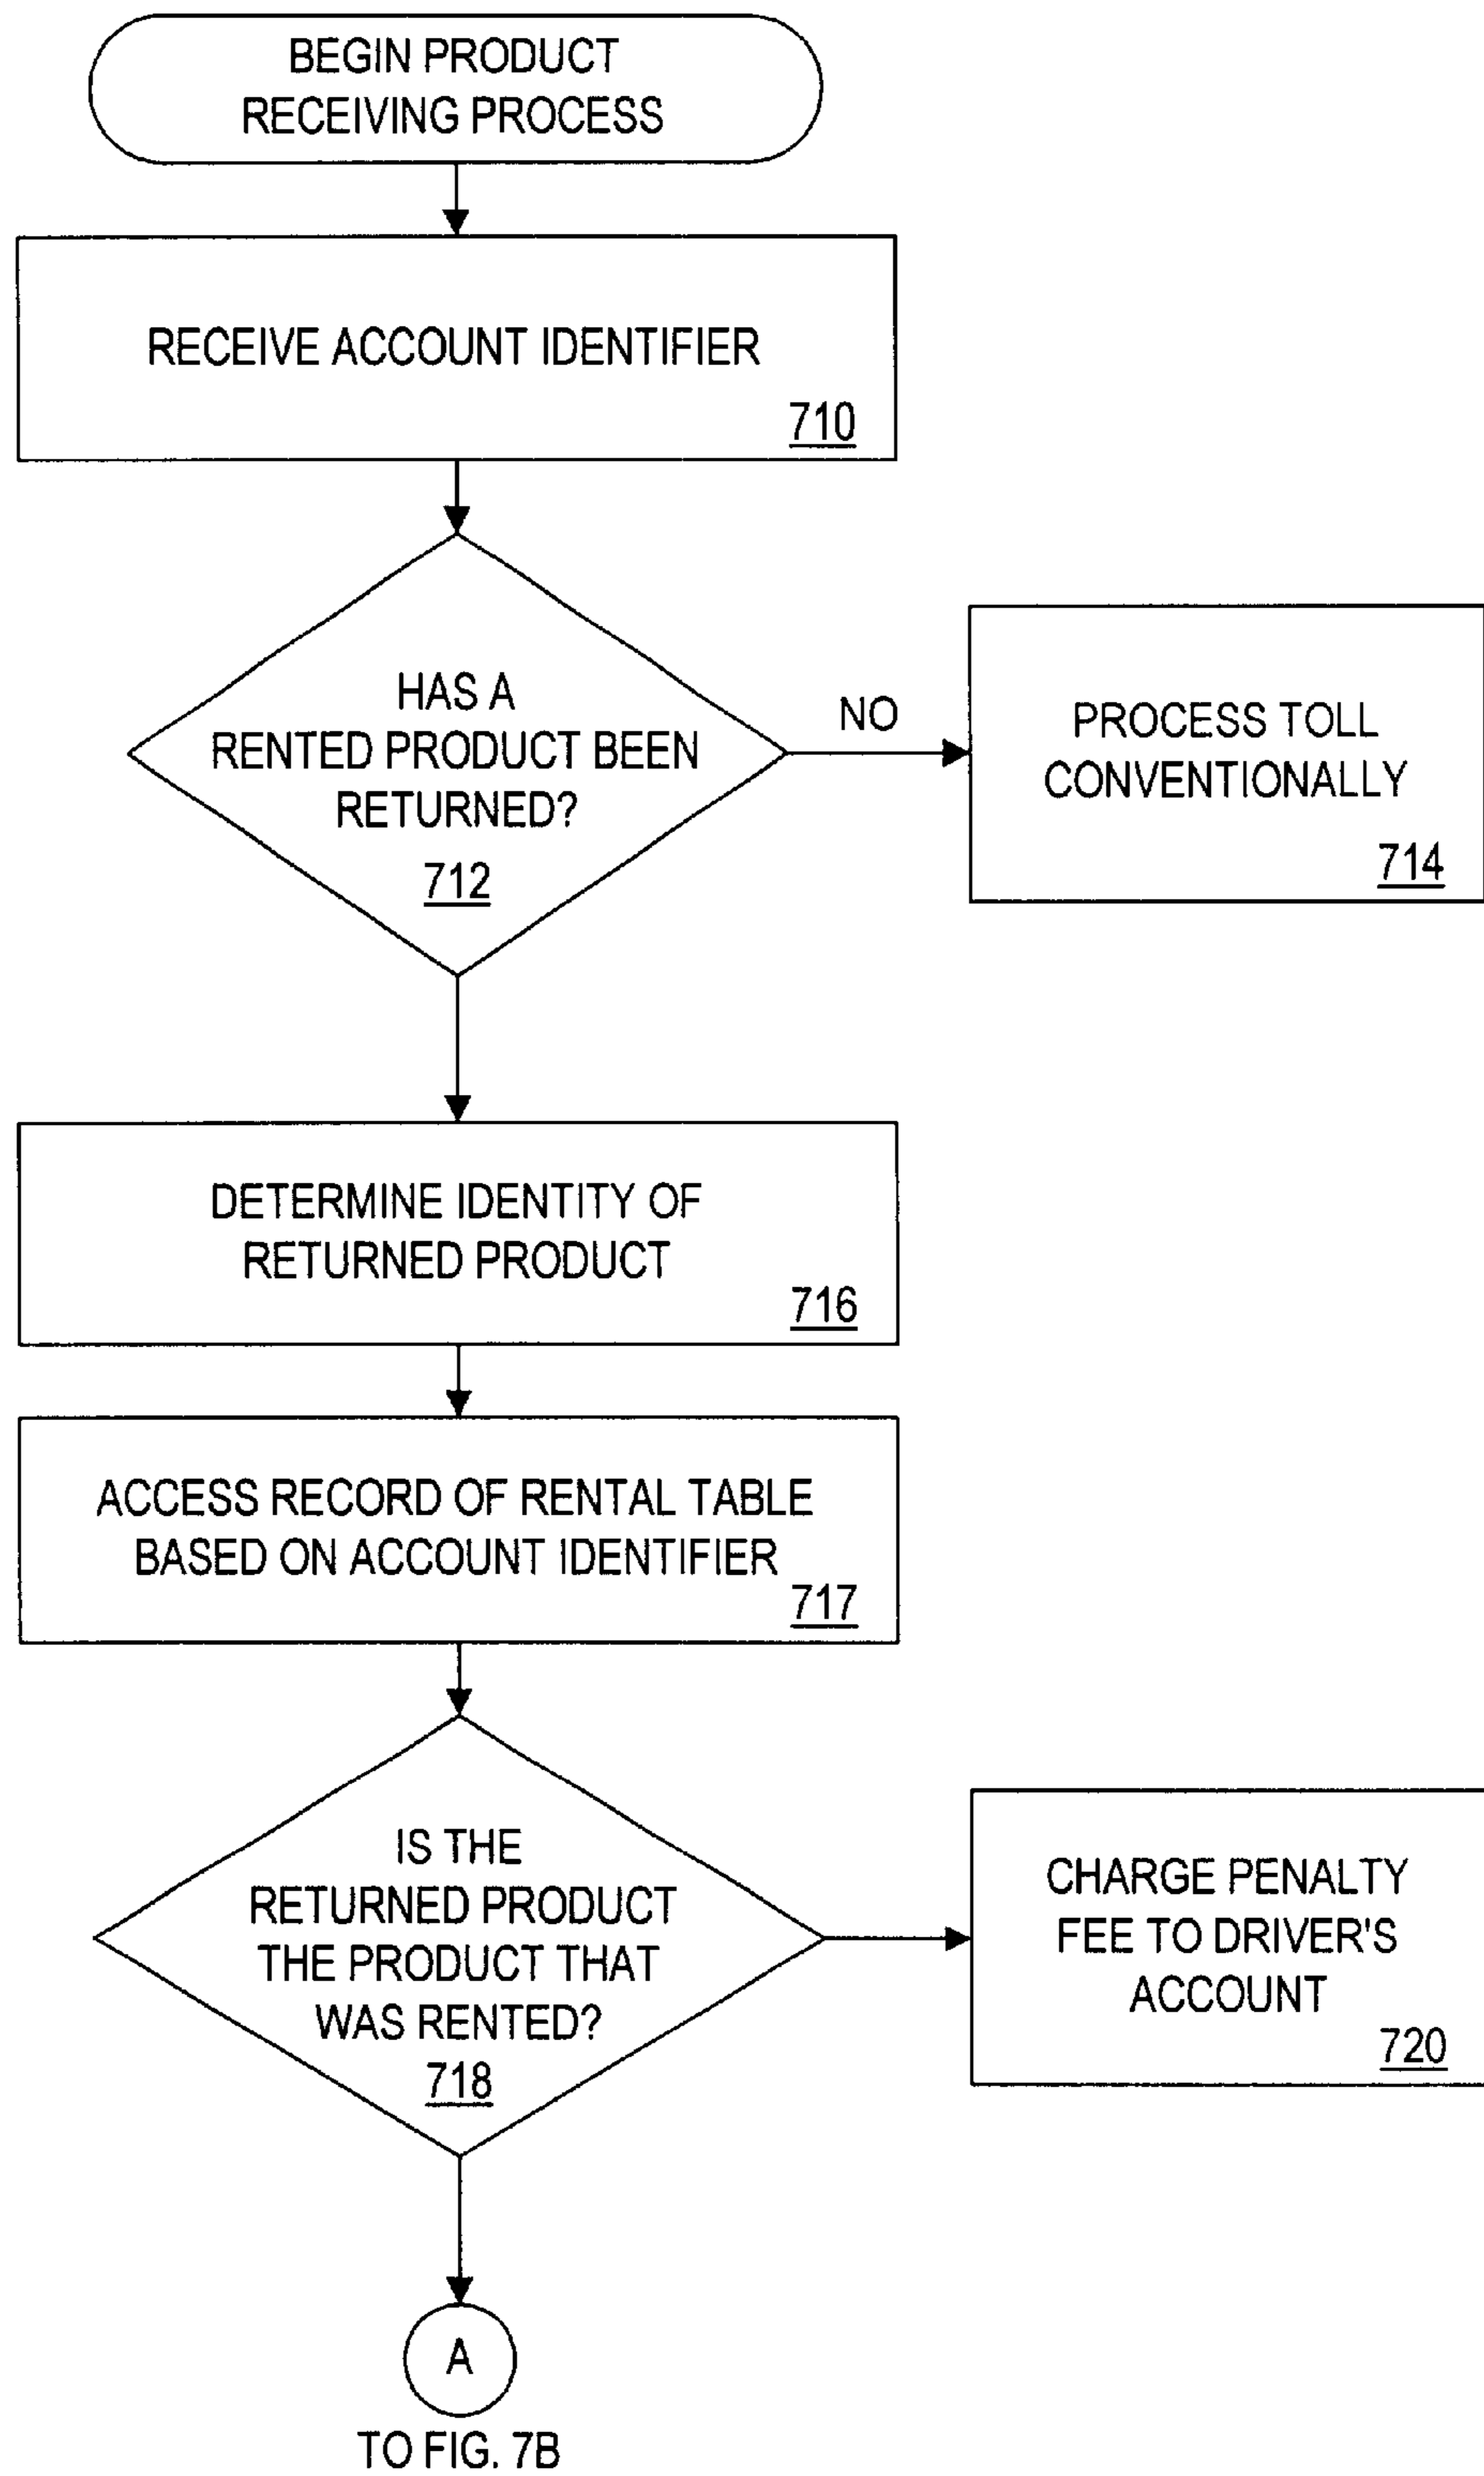 BEGIN PRODUCT
RECEIVING PROCESS
RECEIVE ACCOUNT IDENTIFIER
710
HAS A
RENTED PRODUCT BEEN
RETURNED?
712
NO
PROCESS TOLL
CONVENTIONALLY
714
DETERMINE IDENTITY OF
RETURNED PRODUCT
716
ACCESS RECORD OF RENTAL TABLE
BASED ON ACCOUNT IDENTIFIER
717
IS THE
RETURNED PRODUCT
THE PRODUCT THAT
WAS RENTED?
718
CHARGE PENALTY
FEE TO DRIVER'S
ACCOUNT
720
A
TO FIG. 7B